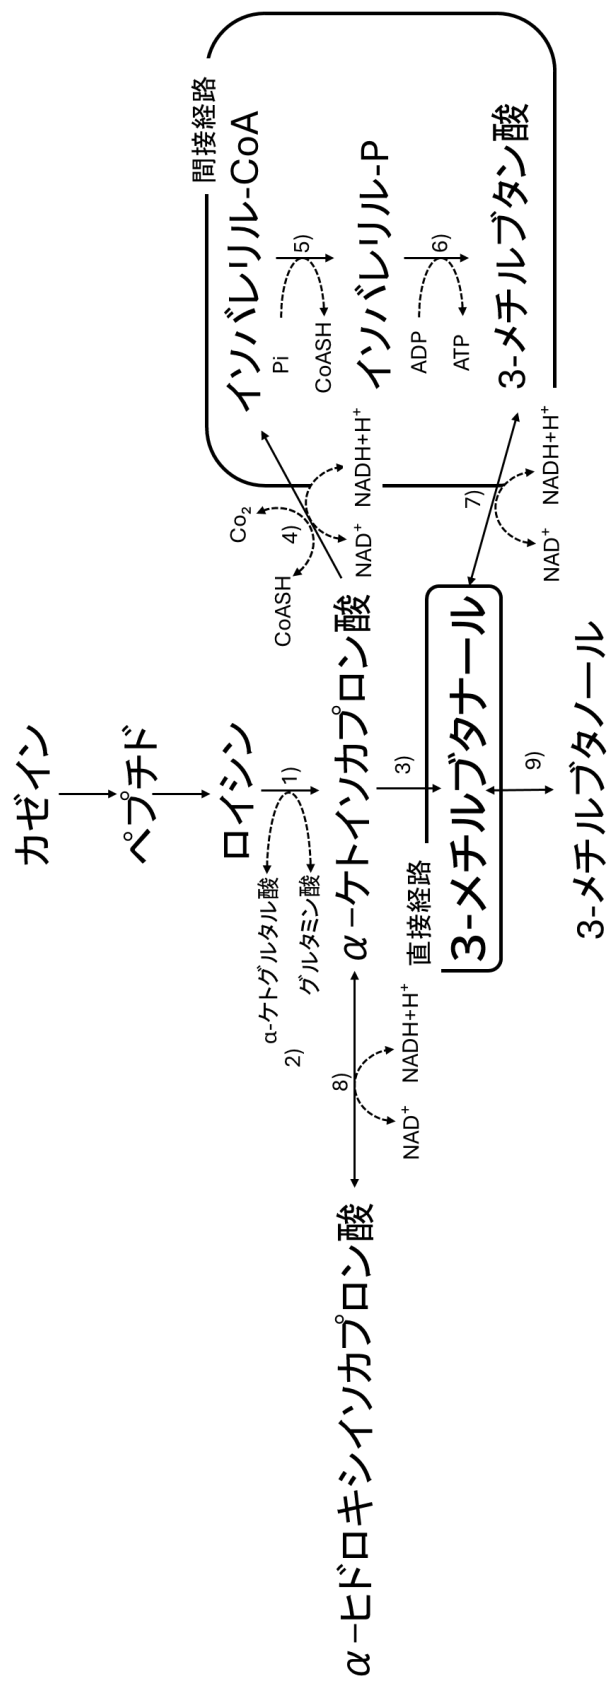 カゼイン
ペプチド
ロイシン
1)
α-ケトグルタル酸
グルタミン酸
2)
α-ケトイソカプロン酸
8)
NAD⁺
NADH+H⁺
α-ヒドロキシイソカプロン酸
3)
直接経路
3-メチルブタナール
9)
3-メチルブタノール
4)
CoASH
Co₂
NAD⁺
NADH+H⁺
間接経路
イソバレリル-CoA
5)
Pi
CoASH
イソバレリル-P
6)
ADP
ATP
3-メチルブタン酸
7)
NAD⁺
NADH+H⁺